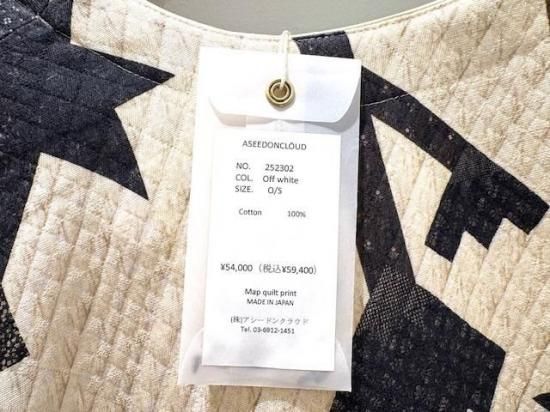 ASEEDONCLÖUD
NO. 252302
COL. Off white
SIZE. O/S
Cotton 100%
¥54,000（税込¥59,400）
Map quilt print
MADE IN JAPAN
(株)アシードンクラウド
Tel. 03-6912-1451